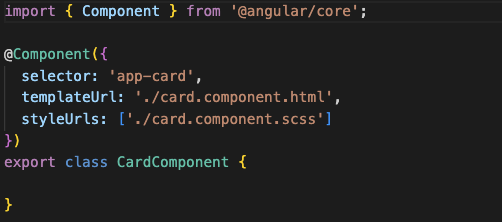 import { Component } from '@angular/core';
@Component({
selector: 'app-card',
templateUrl: './card.component.html',
styleUrls: ['./card.component.scss']
})
export class CardComponent {
}